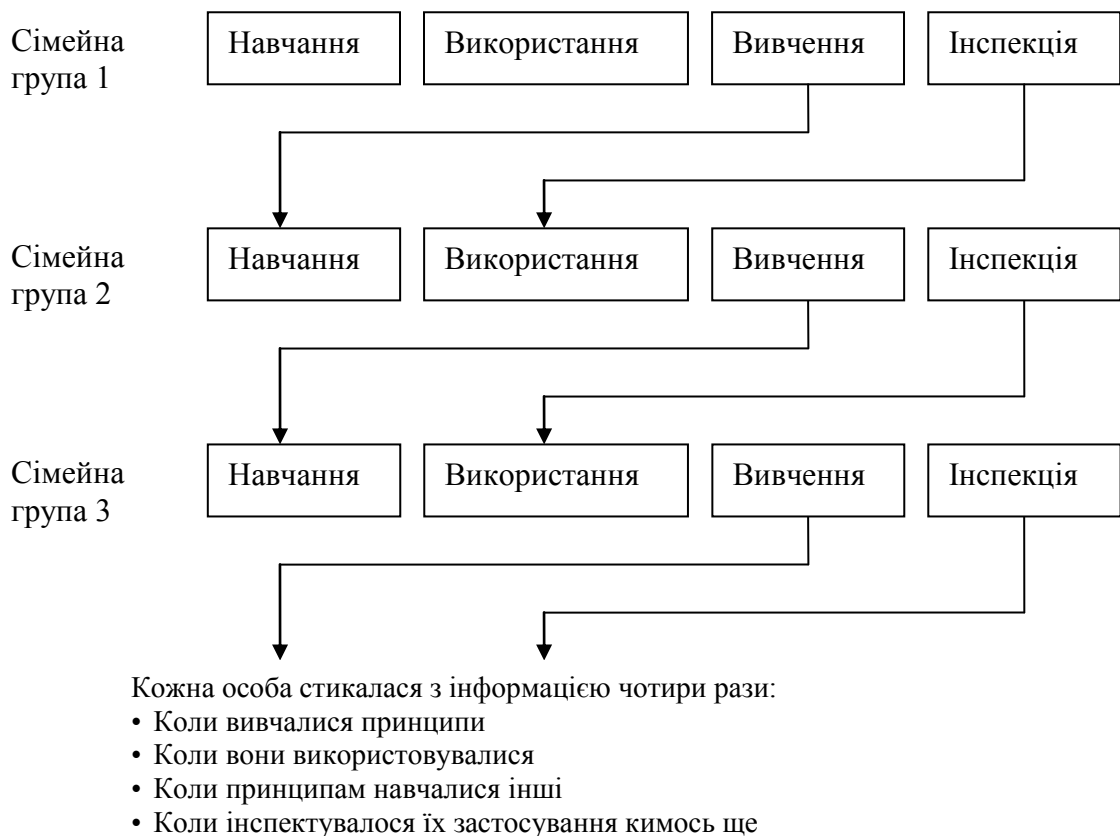 Сімейна група 1
Навчання Використання Вивчення Інспекція
Сімейна група 2
Навчання Використання Вивчення Інспекція
Сімейна група 3
Навчання Використання Вивчення Інспекція
Кожна особа стикалася з інформацією чотири рази:
• Коли вивчалися принципи
• Коли вони використовувалися
• Коли принципам навчалися інші
• Коли інспектувалося їх застосування кимось ще